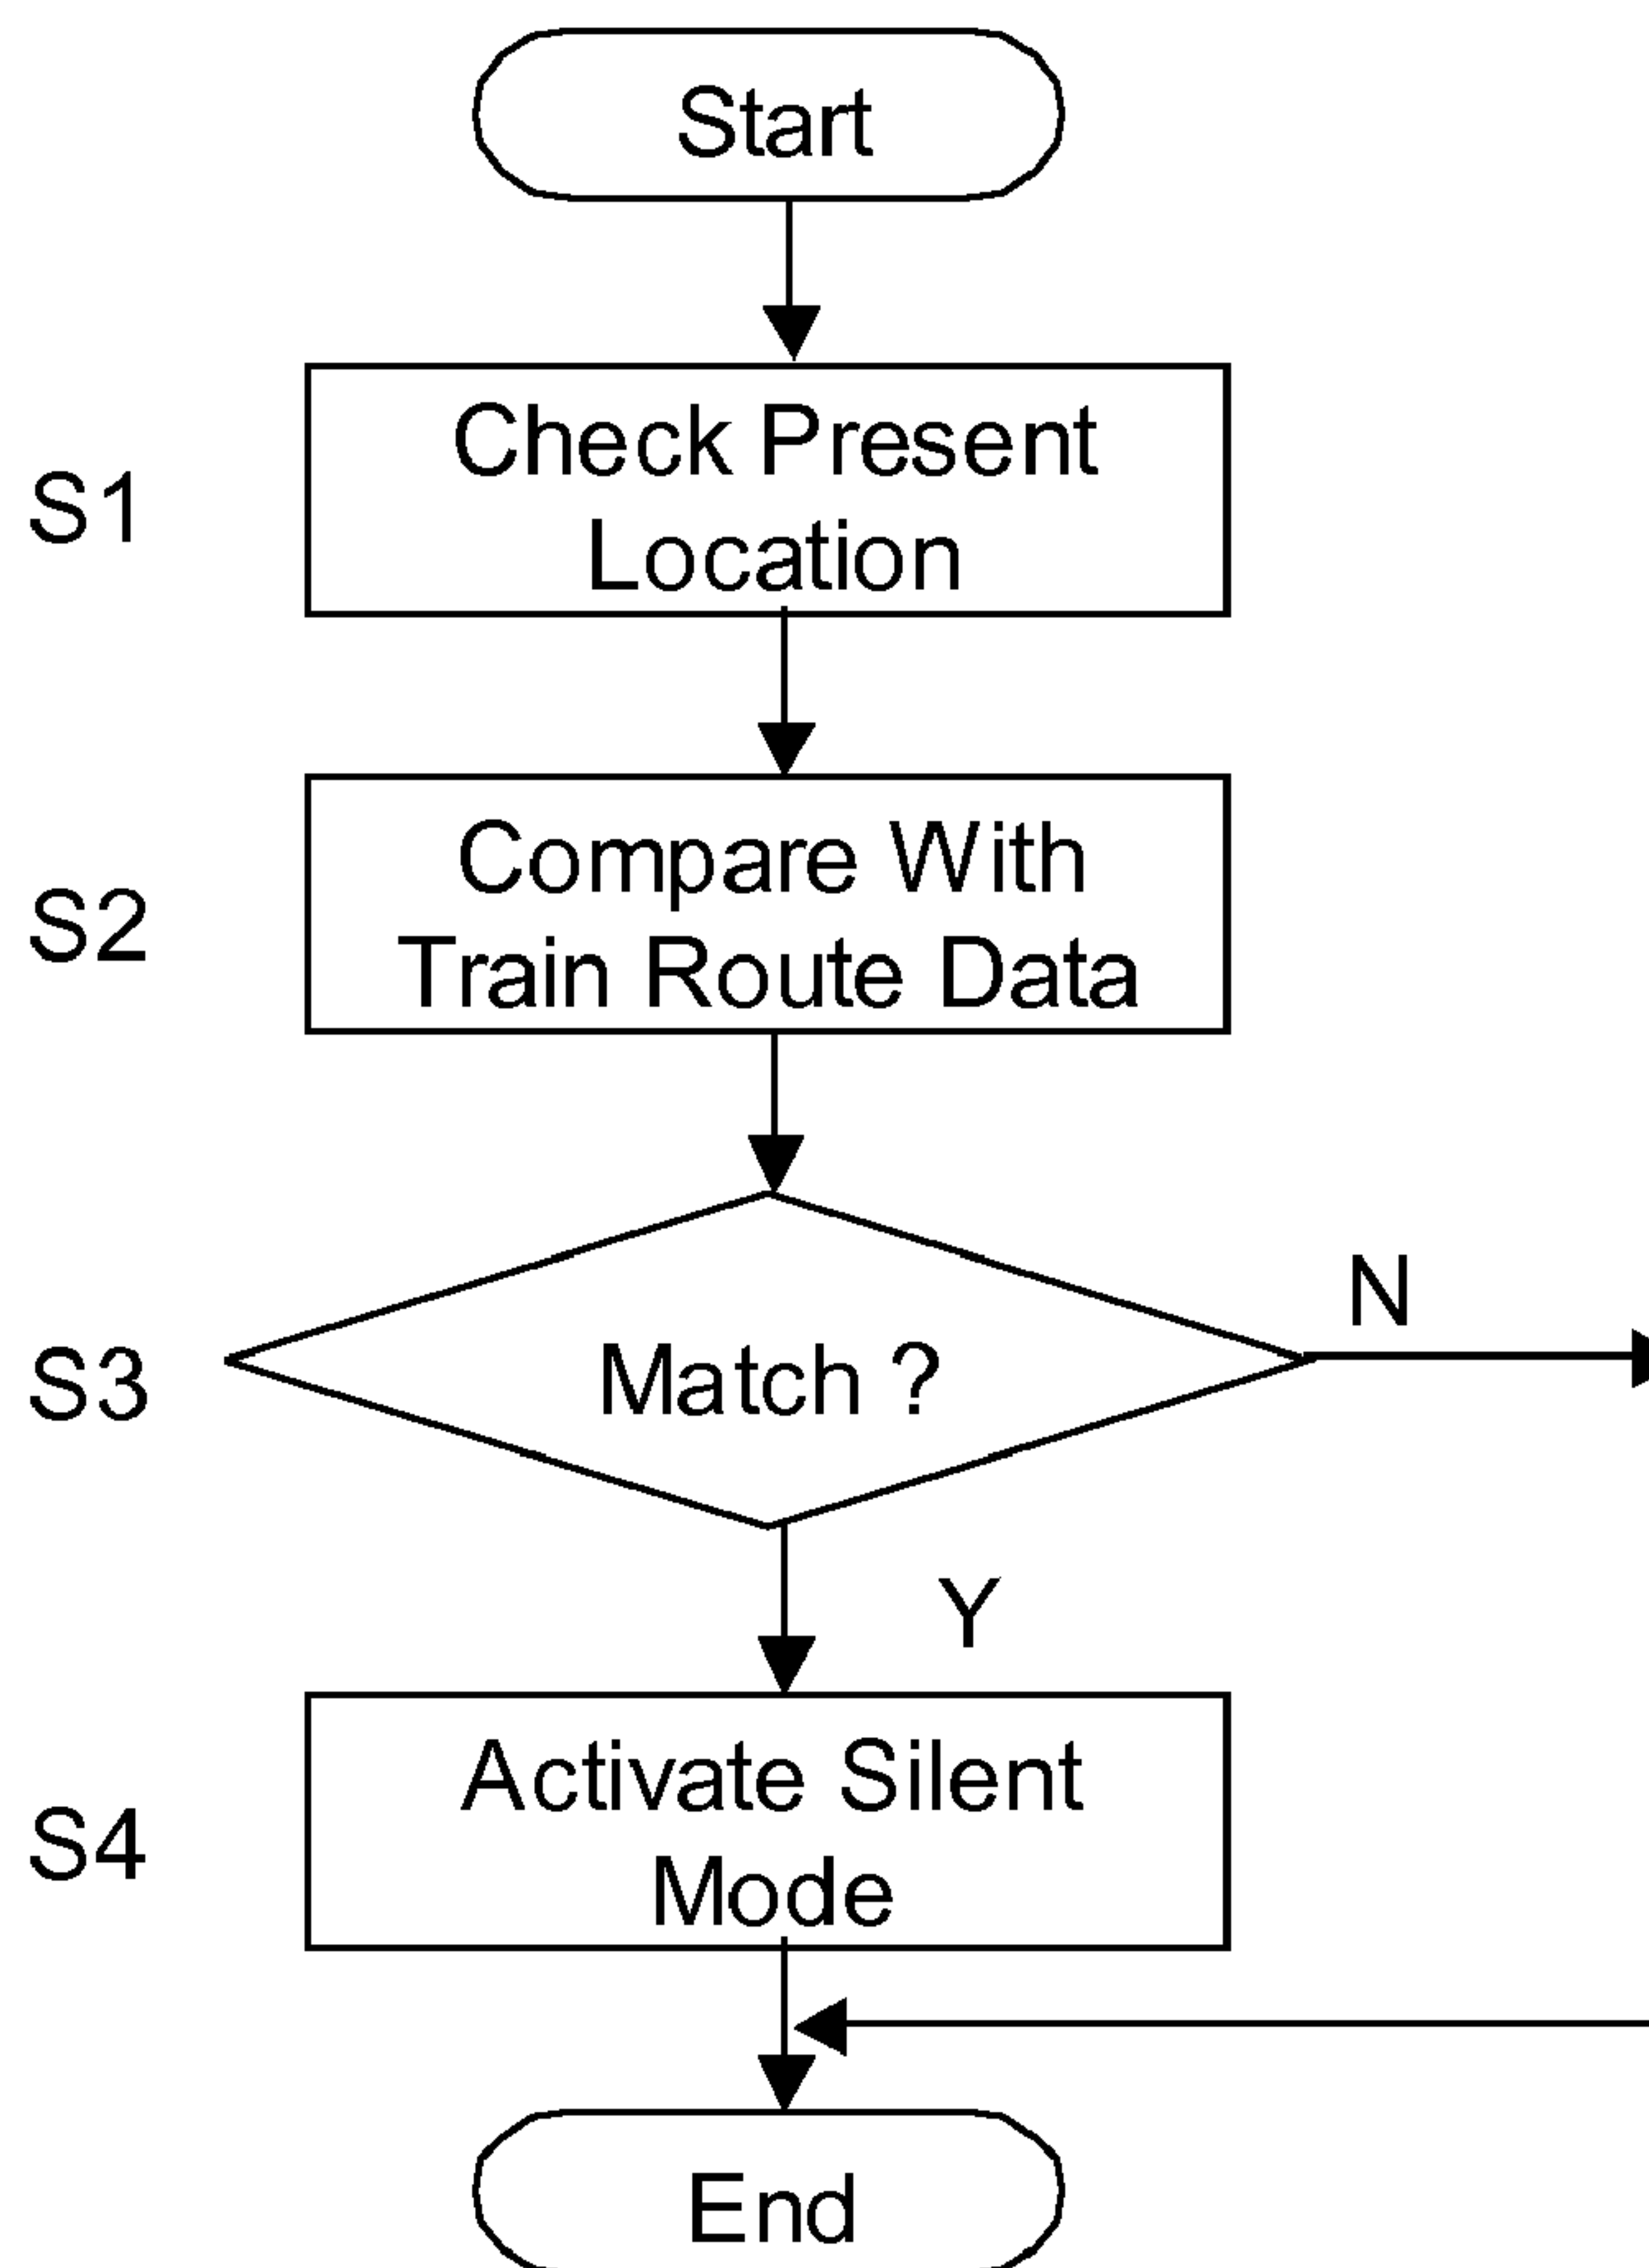 Start
S1
Check Present
Location
S2
Compare With
Train Route Data
S3
Match ?
N
Y
S4
Activate Silent
Mode
End